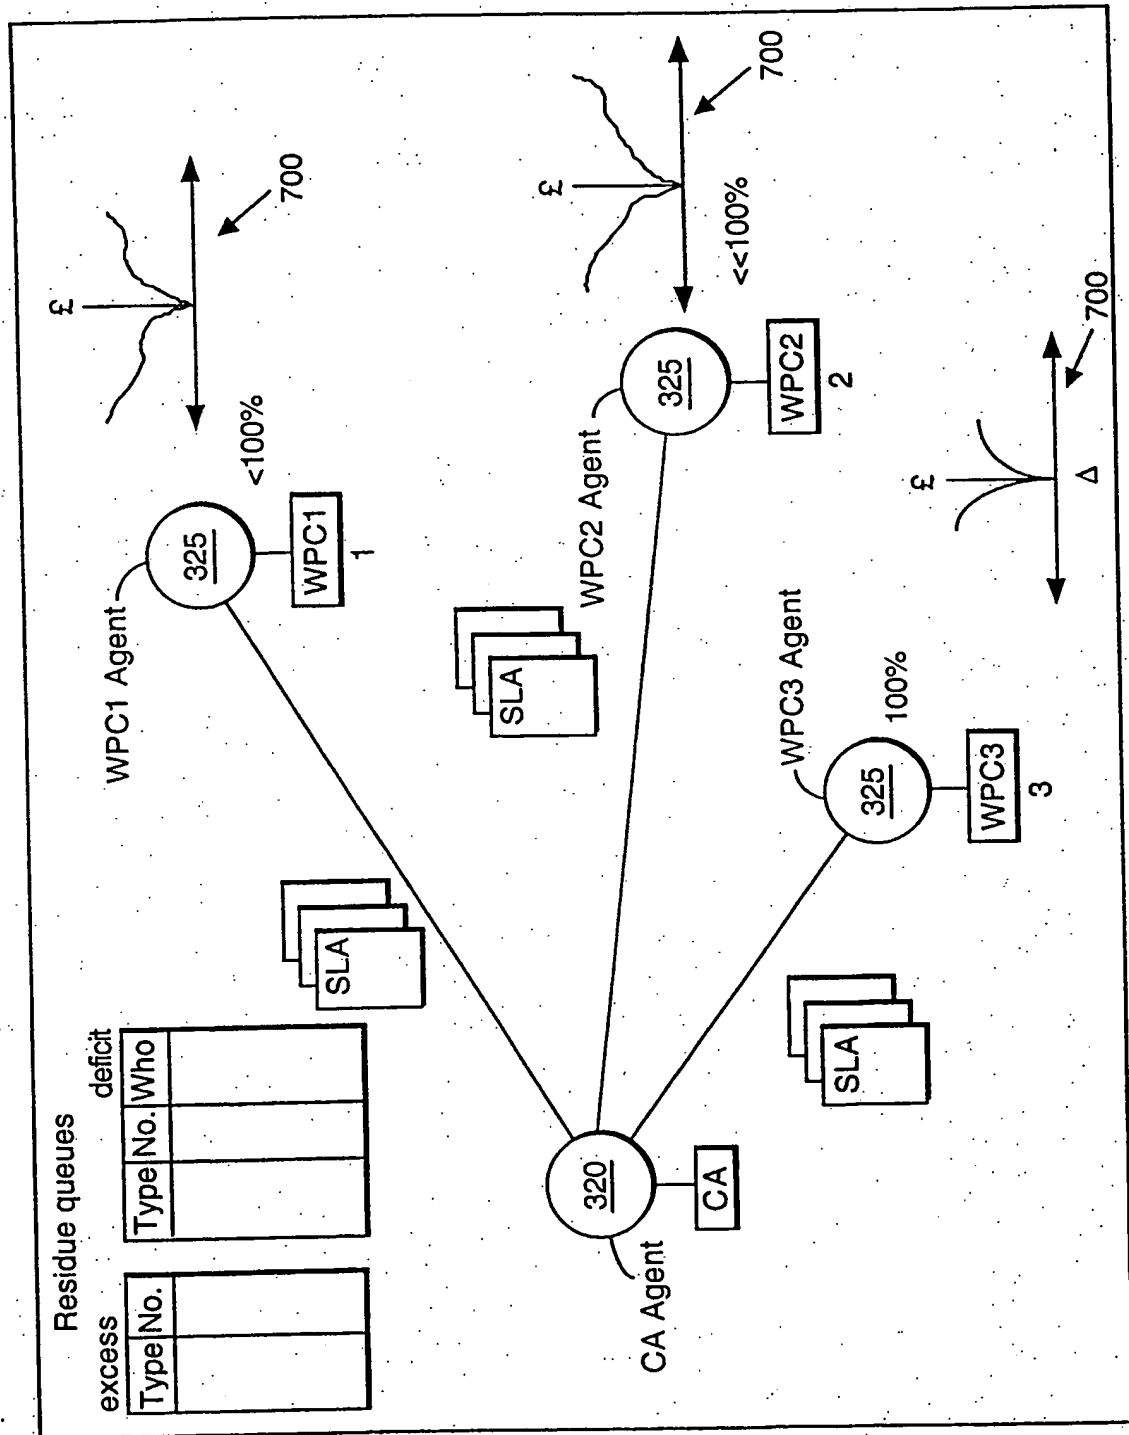 Residue queues
excess
Type No.
deficit
Type No. Who
SLA
WPC1 Agent
325
WPC1
1
<100%
£
700
SLA
WPC2 Agent
325
WPC2
2
<<100%
£
700
CA Agent
320
CA
SLA
WPC3 Agent
325
WPC3
3
100%
£
Δ
700